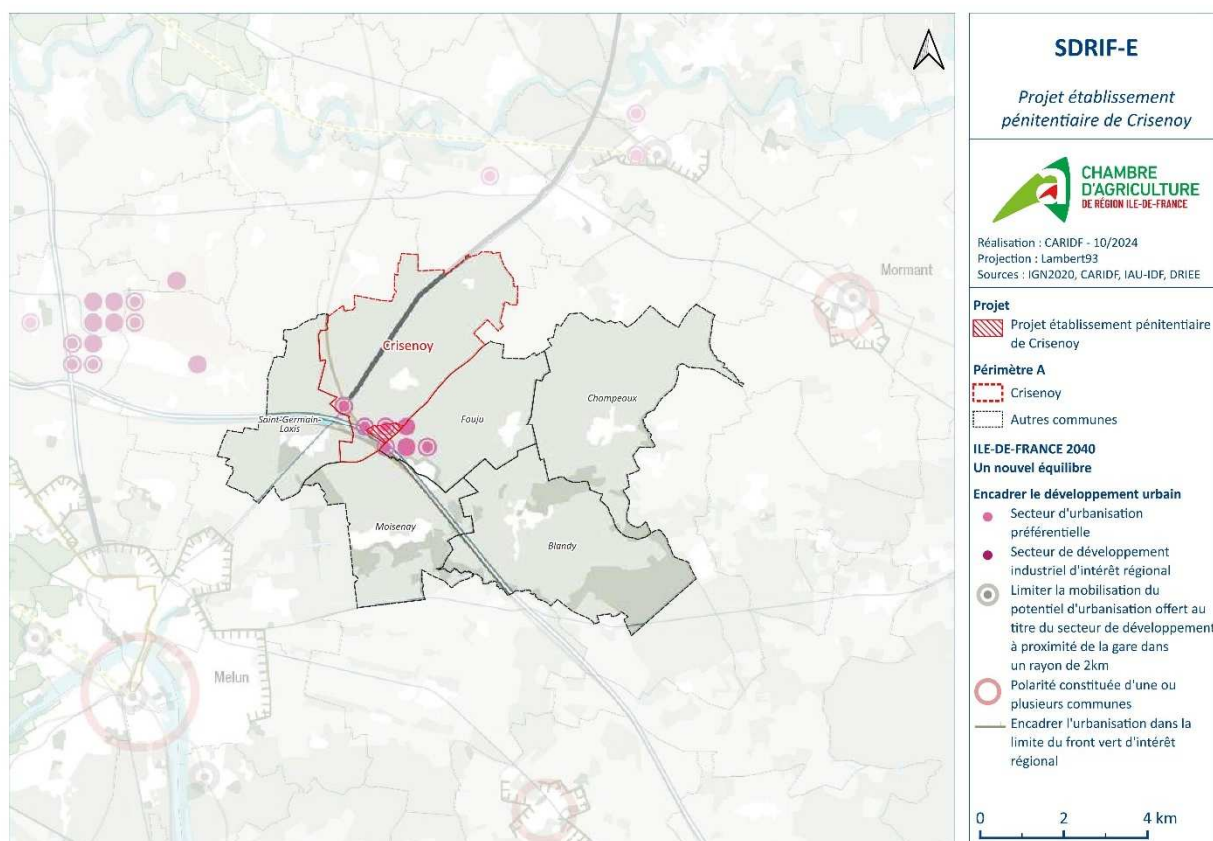 SDRIF-E
Projet établissement
pénitentiaire de Crisenoy
a
CHAMBRE
D'AGRICULTURE
DE RÉGION ILE-DE-FRANCE
Réalisation : CARIDF - 10/2024
Projection : Lambert93
Sources : IGN2020, CARIDF, IAU-IDF, DRIEE
Projet
Projet établissement pénitentiaire
de Crisenoy
Périmètre A
Crisenoy
Autres communes
ILE-DE-FRANCE 2040
Un nouvel équilibre
Encadrer le développement urbain
Secteur d'urbanisation
préférentielle
Secteur de développement
industriel d'intérêt régional
Limiter la mobilisation du
potentiel d'urbanisation offert au
titre du secteur de développement
à proximité de la gare dans
un rayon de 2km
Polarité constituée d'une ou
plusieurs communes
Encadrer l'urbanisation dans la
limite du front vert d'intérêt
régional
0 2 4 km
Mormant
Crisenoy
Champeaux
Saint-Germain-
Laxis
Fouju
Moisenay
Blandy
Melun